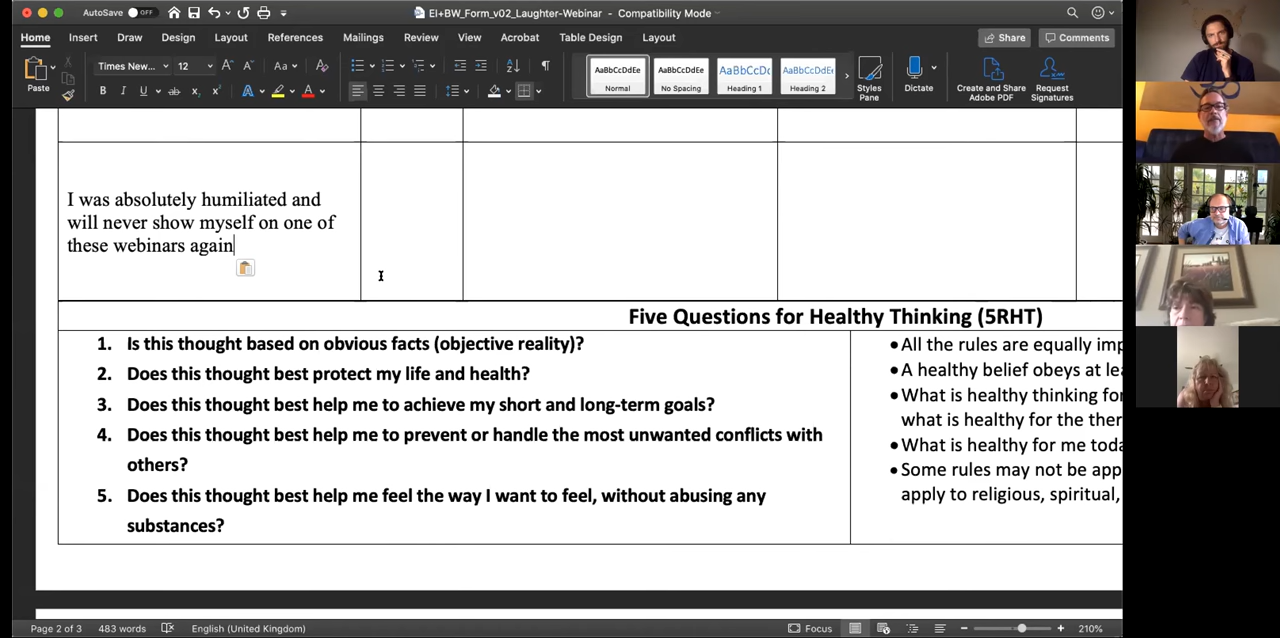 AutoSave OFF
EI+BW_Form_v02_Laughter-Webinar - Compatibility Mode
Home Insert Draw Design Layout References Mailings Review View Acrobat Table Design Layout
Share Comments
Paste
Times New... 12
AaBbCcDdEe AaBbCcDdEe AaBbCcDc AaBbCcDdEe
Normal No Spacing Heading 1 Heading 2
Styles Pane
Dictate
Create and Share Adobe PDF
Request Signatures
I was absolutely humiliated and
will never show myself on one of
these webinars again
Five Questions for Healthy Thinking (5RHT)
1. Is this thought based on obvious facts (objective reality)?
2. Does this thought best protect my life and health?
3. Does this thought best help me to achieve my short and long-term goals?
4. Does this thought best help me to prevent or handle the most unwanted conflicts with
others?
5. Does this thought best help me feel the way I want to feel, without abusing any
substances?
•All the rules are equally imp
•A healthy belief obeys at lea
•What is healthy thinking for
what is healthy for the ther
•What is healthy for me toda
•Some rules may not be app
apply to religious, spiritual,
Page 2 of 3 483 words English (United Kingdom)
Focus
210%